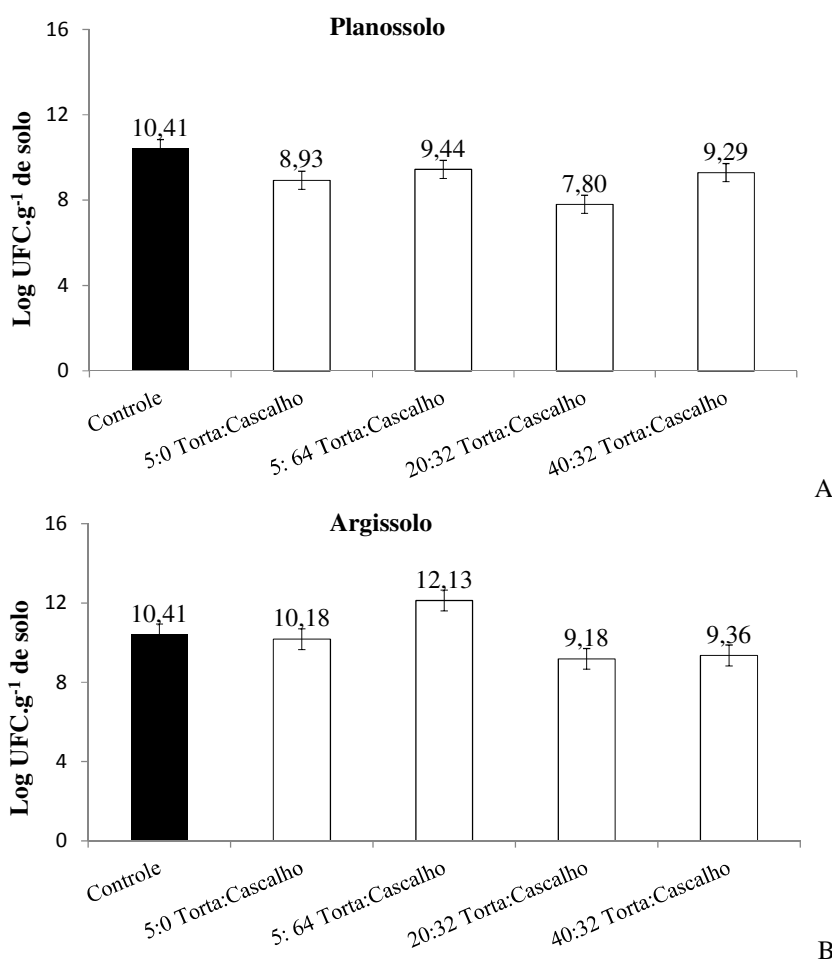 Planossolo
Log UFC.g⁻¹ de solo
16
12
8
4
0
10,41
8,93
9,44
7,80
9,29
Controle
5:0 Torta:Cascalho
5: 64 Torta:Cascalho
20:32 Torta:Cascalho
40:32 Torta:Cascalho
A
Argissolo
Log UFC.g⁻¹ de solo
16
12
8
4
0
10,41
10,18
12,13
9,18
9,36
Controle
5:0 Torta:Cascalho
5: 64 Torta:Cascalho
20:32 Torta:Cascalho
40:32 Torta:Cascalho
B